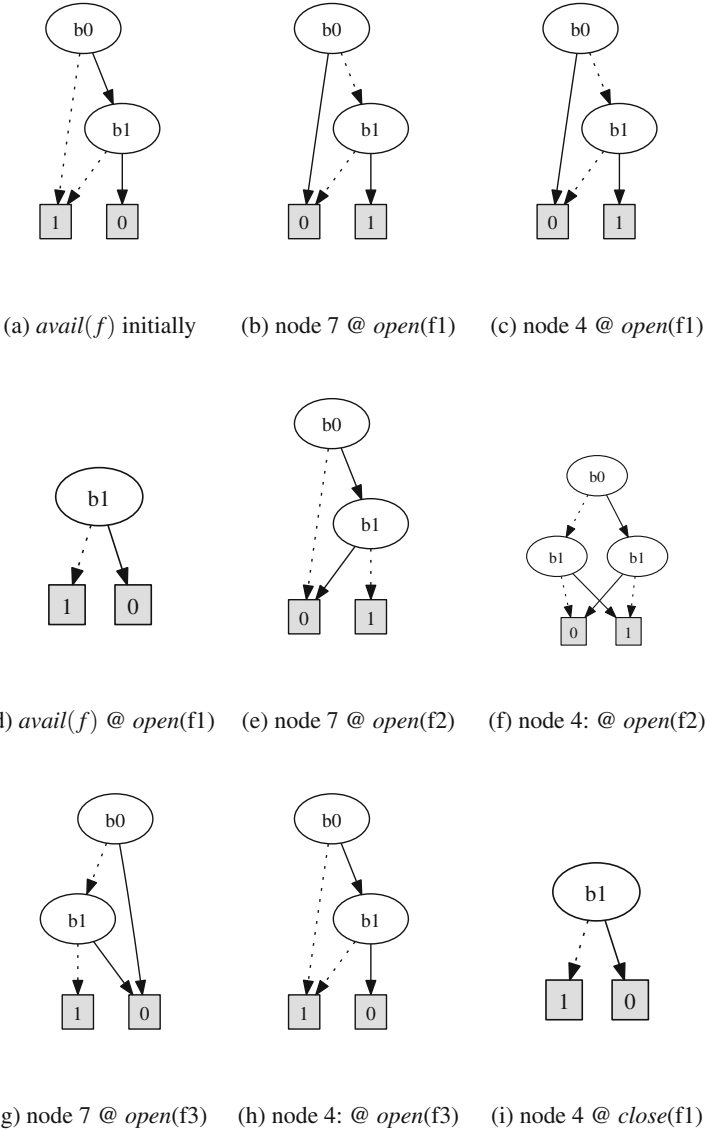 b0 b0 b0
b1 b1 b1
1 0 0 1 0 1
(a) avail(f) initially (b) node 7 @ open(f1) (c) node 4 @ open(f1)
b0
b0
b1 b1
b1 b1
1 0 0 1
0 1
d) avail(f) @ open(f1) (e) node 7 @ open(f2) (f) node 4: @ open(f2)
b0 b0
b1
b1 b1
1 0 1 0 1 0
g) node 7 @ open(f3) (h) node 4: @ open(f3) (i) node 4 @ close(f1)